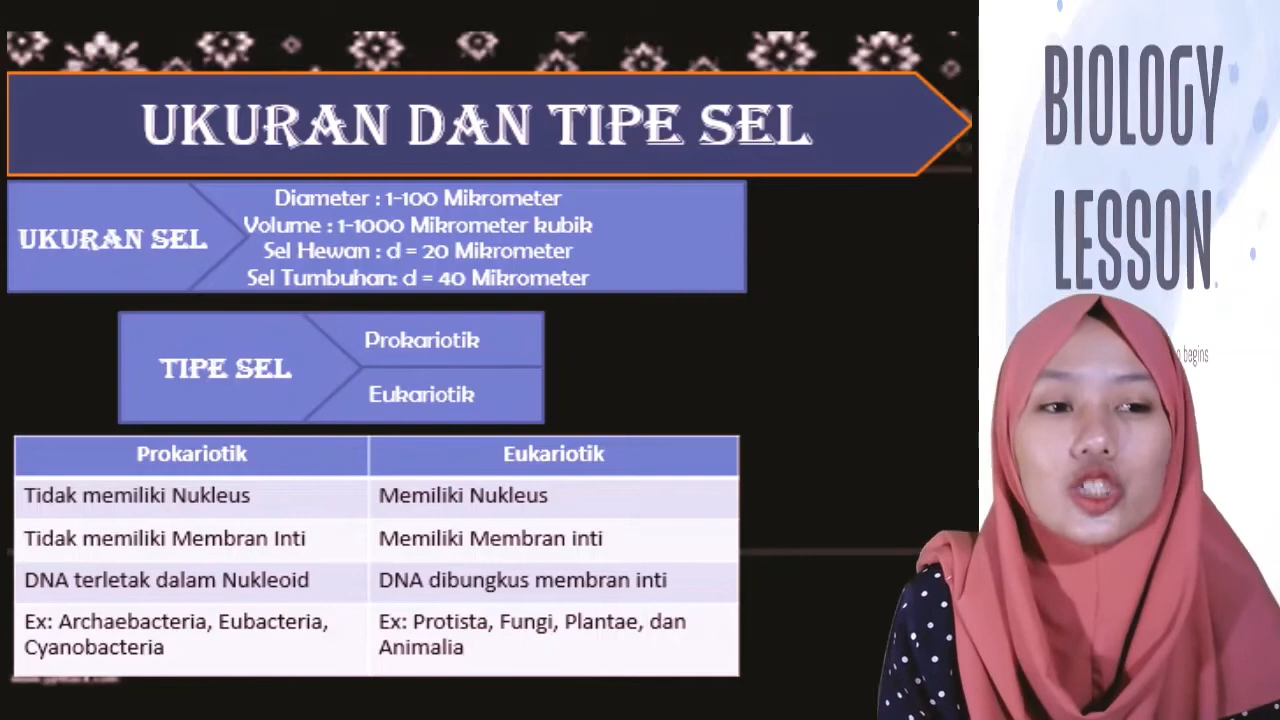 UKURAN DAN TIPE SEL
UKURAN SEL
Diameter : 1-100 Mikrometer
Volume : 1-1000 Mikrometer kubik
Sel Hewan : d = 20 Mikrometer
Sel Tumbuhan: d = 40 Mikrometer
TIPE SEL
Prokariotik
Eukariotik
Prokariotik
Eukariotik
Tidak memiliki Nukleus
Memiliki Nukleus
Tidak memiliki Membran Inti
Memiliki Membran inti
DNA terletak dalam Nukleoid
DNA dibungkus membran inti
Ex: Archaebacteria, Eubacteria,
Cyanobacteria
Ex: Protista, Fungi, Plantae, dan
Animalia
BIOLOGY
LESSON
begins